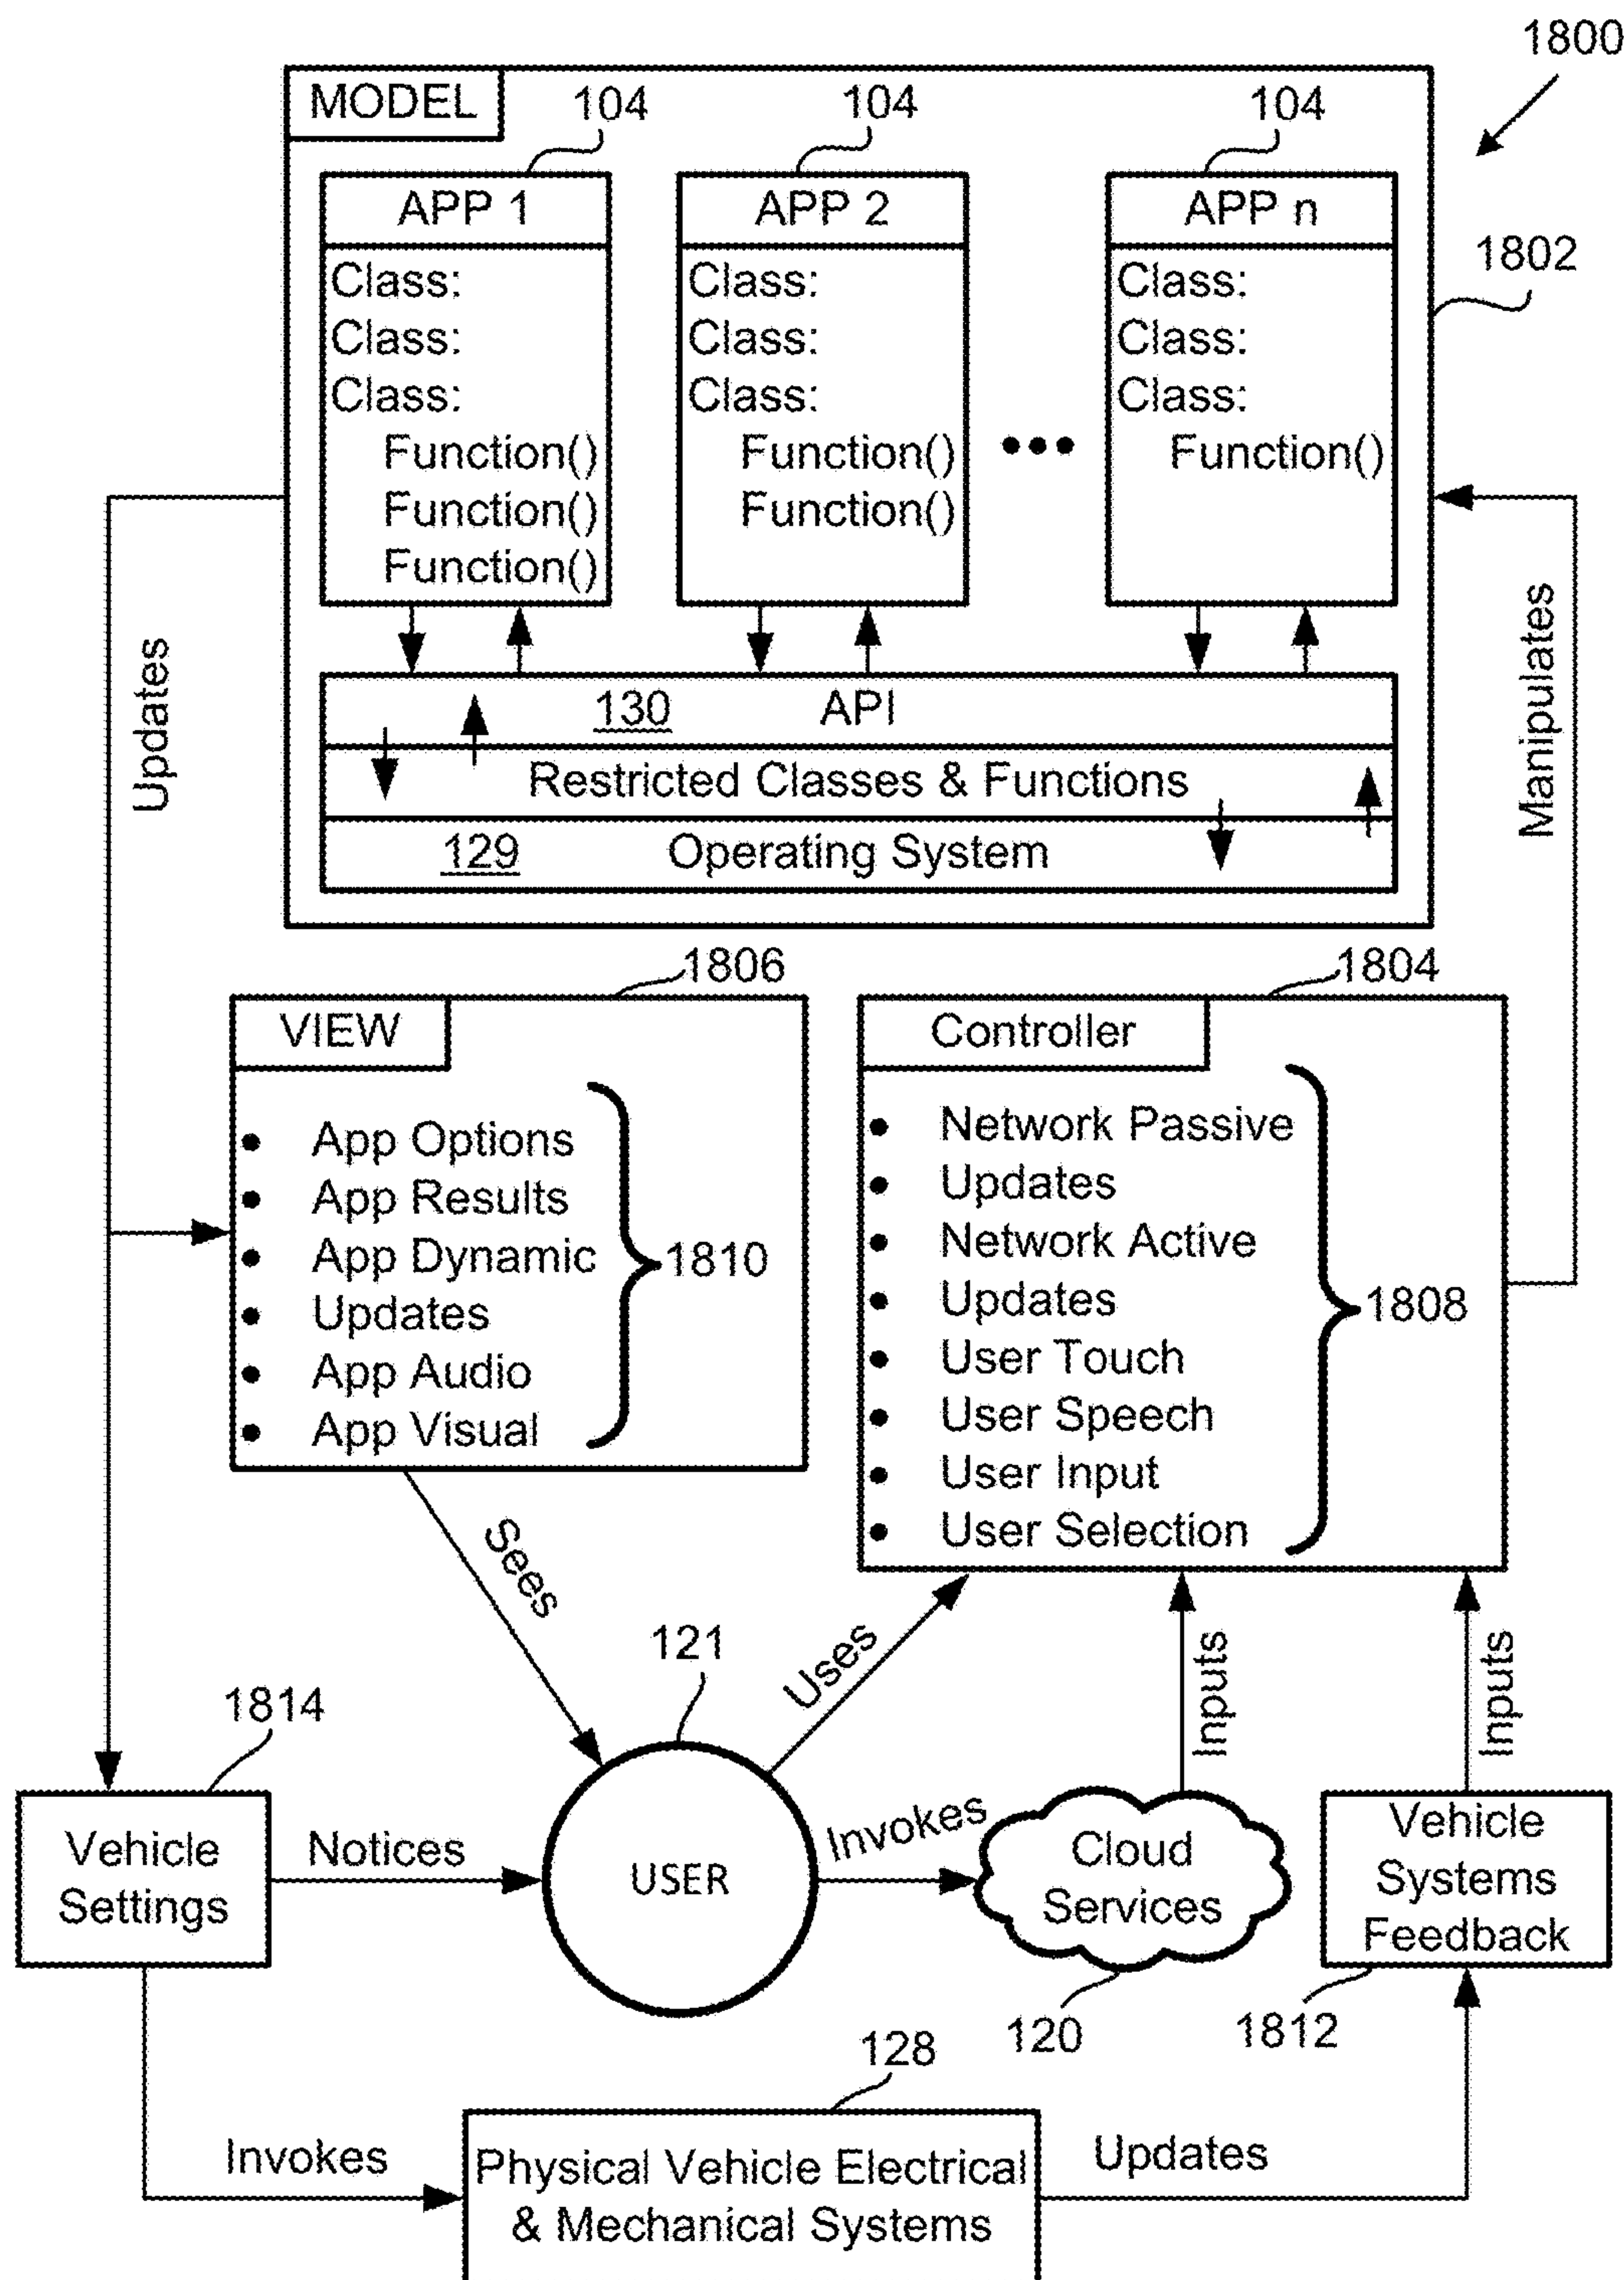 1800
MODEL
104
104
104
APP 1
APP 2
APP n
1802
Class:
Class:
Class:
Function()
Function()
Function()
Class:
Class:
Class:
Function()
Function()
•••
Class:
Class:
Class:
Function()
Updates
Manipulates
130
API
Restricted Classes & Functions
129
Operating System
1806
VIEW
• App Options
• App Results
• App Dynamic
• Updates
• App Audio
• App Visual
1810
1804
Controller
• Network Passive
• Updates
• Network Active
• Updates
• User Touch
• User Speech
• User Input
• User Selection
1808
Sees
Uses
Inputs
Inputs
121
1814
Vehicle
Settings
Notices
USER
Invokes
Cloud
Services
Vehicle
Systems
Feedback
120
1812
128
Invokes
Physical Vehicle Electrical
& Mechanical Systems
Updates